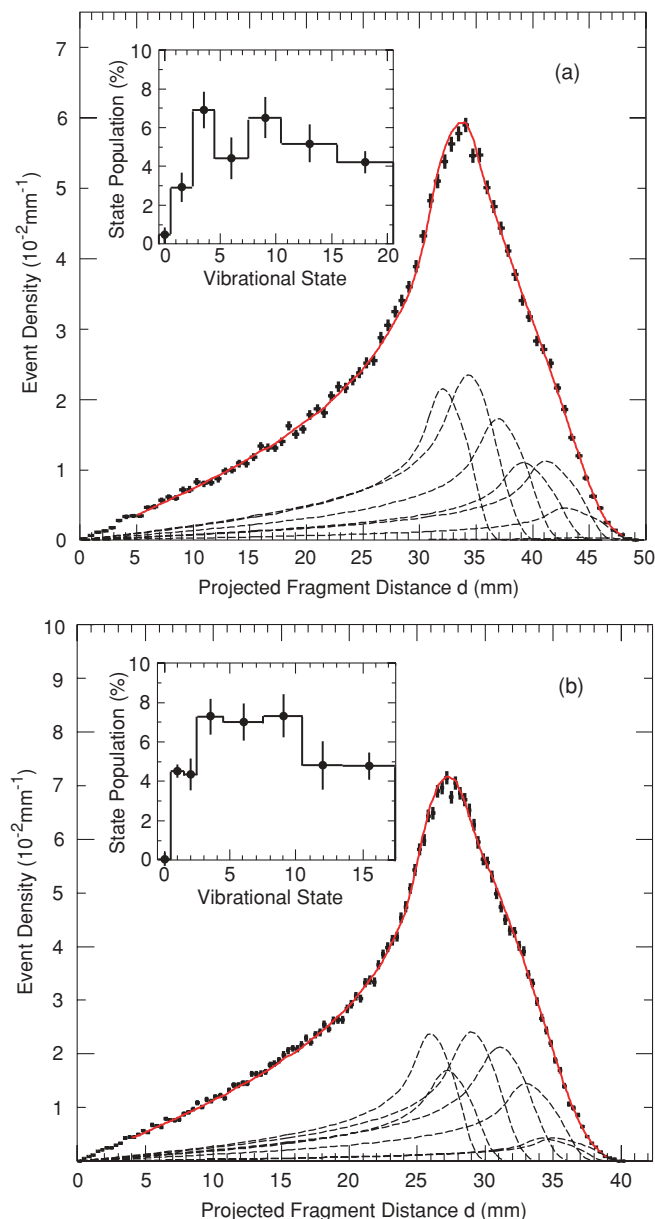 7
6
5
4
3
2
1
0
Event Density (10⁻²mm⁻¹)
0 5 10 15 20 25 30 35 40 45 50
Projected Fragment Distance d (mm)
(a)
10
8
6
4
2
0
State Population (%)
0 5 10 15 20
Vibrational State
10
9
8
7
6
5
4
3
2
1
Event Density (10⁻²mm⁻¹)
0 5 10 15 20 25 30 35 40
Projected Fragment Distance d (mm)
(b)
10
8
6
4
2
0
State Population (%)
0 5 10 15
Vibrational State